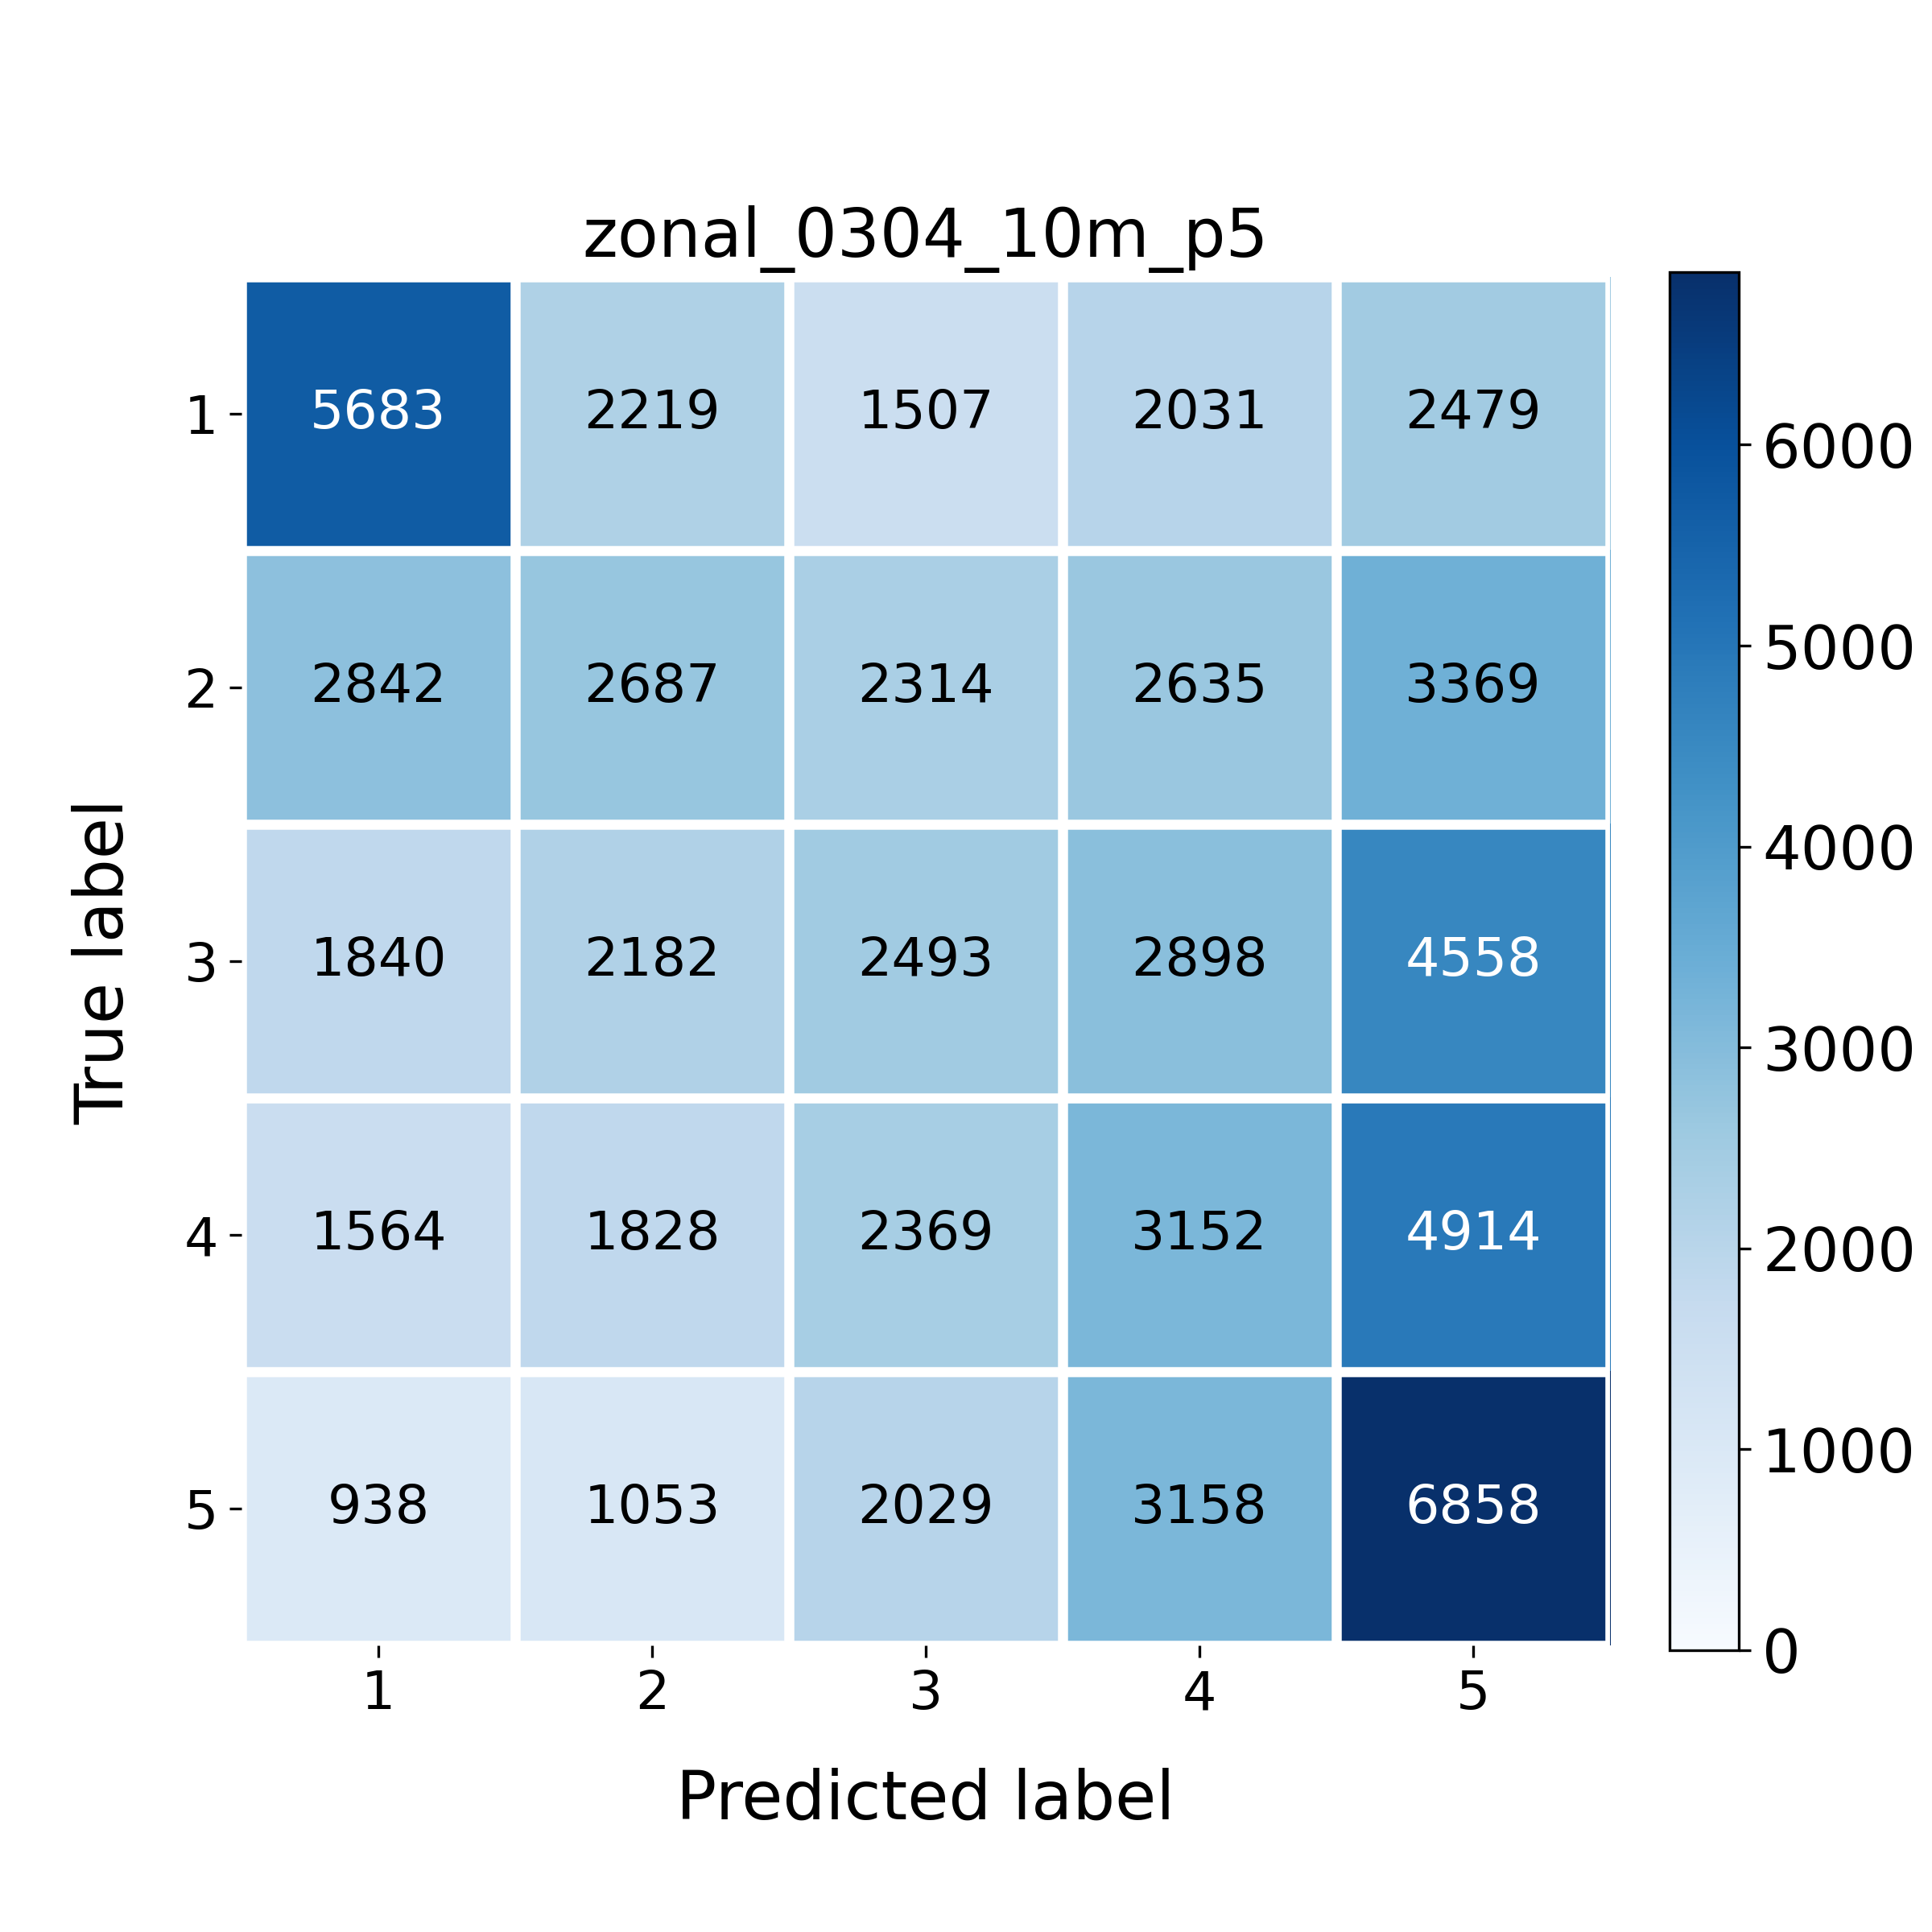 zonal_0304_10m_p5
1 5683 2219 1507 2031 2479
2 2842 2687 2314 2635 3369
3 1840 2182 2493 2898 4558
4 1564 1828 2369 3152 4914
5 938 1053 2029 3158 6858
1 2 3 4 5
True label
Predicted label
6000
5000
4000
3000
2000
1000
0